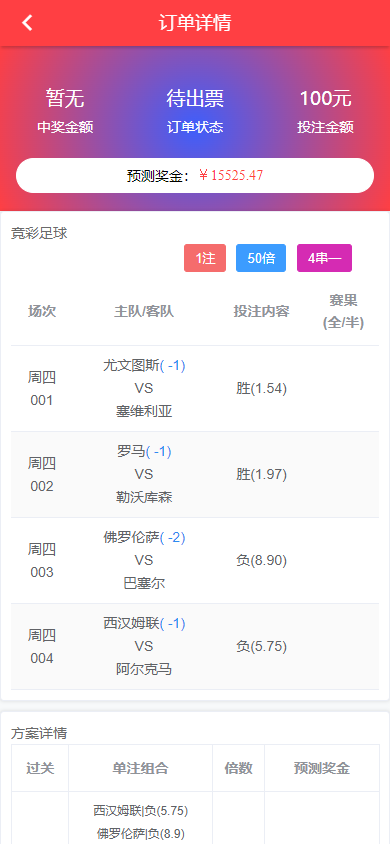 订单详情
暂无 待出票 100元
中奖金额 订单状态 投注金额
预测奖金：￥15525.47
竞彩足球
1注 50倍 4串一
场次 主队/客队 投注内容 赛果
(全/半)
周四
001
尤文图斯( -1)
VS
塞维利亚
胜(1.54)
周四
002
罗马( -1)
VS
勒沃库森
胜(1.97)
周四
003
佛罗伦萨( -2)
VS
巴塞尔
负(8.90)
周四
004
西汉姆联( -1)
VS
阿尔克马
负(5.75)
方案详情
过关 单注组合 倍数 预测奖金
西汉姆联|负(5.75)
佛罗伦萨|负(8.9)